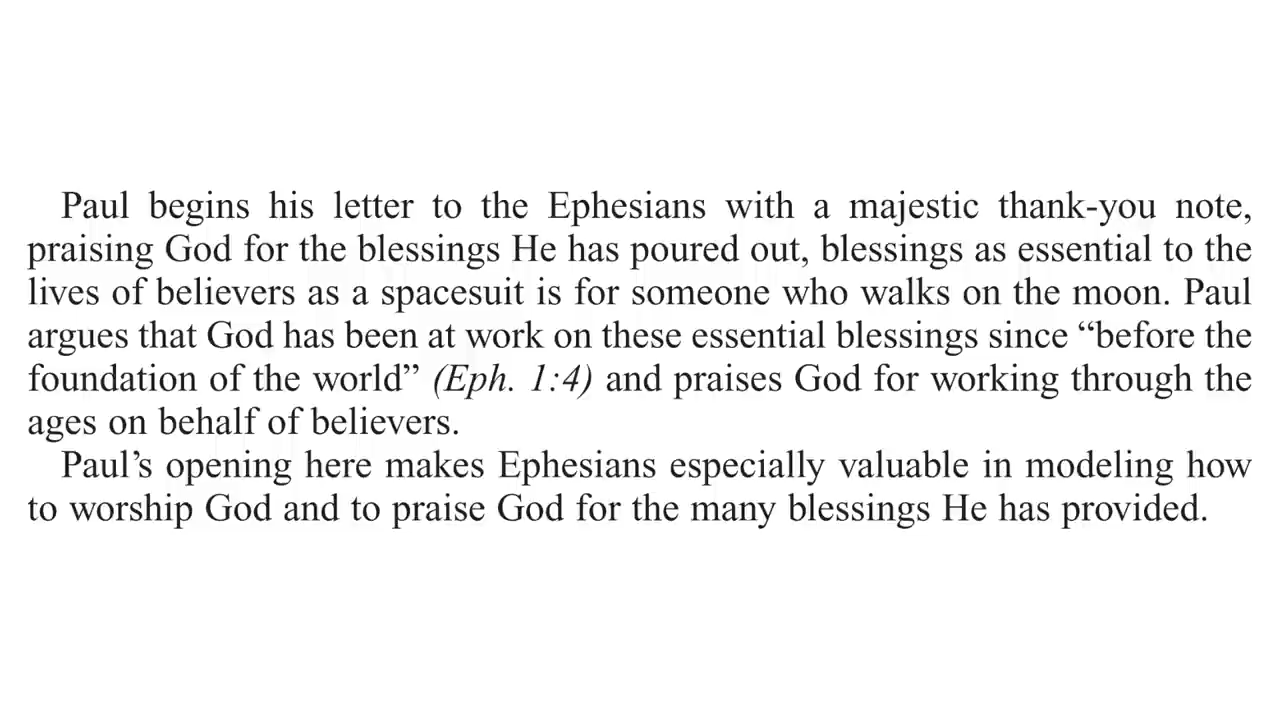 Paul begins his letter to the Ephesians with a majestic thank-you note,
praising God for the blessings He has poured out, blessings as essential to the
lives of believers as a spacesuit is for someone who walks on the moon. Paul
argues that God has been at work on these essential blessings since “before the
foundation of the world” (Eph. 1:4) and praises God for working through the
ages on behalf of believers.
Paul’s opening here makes Ephesians especially valuable in modeling how
to worship God and to praise God for the many blessings He has provided.